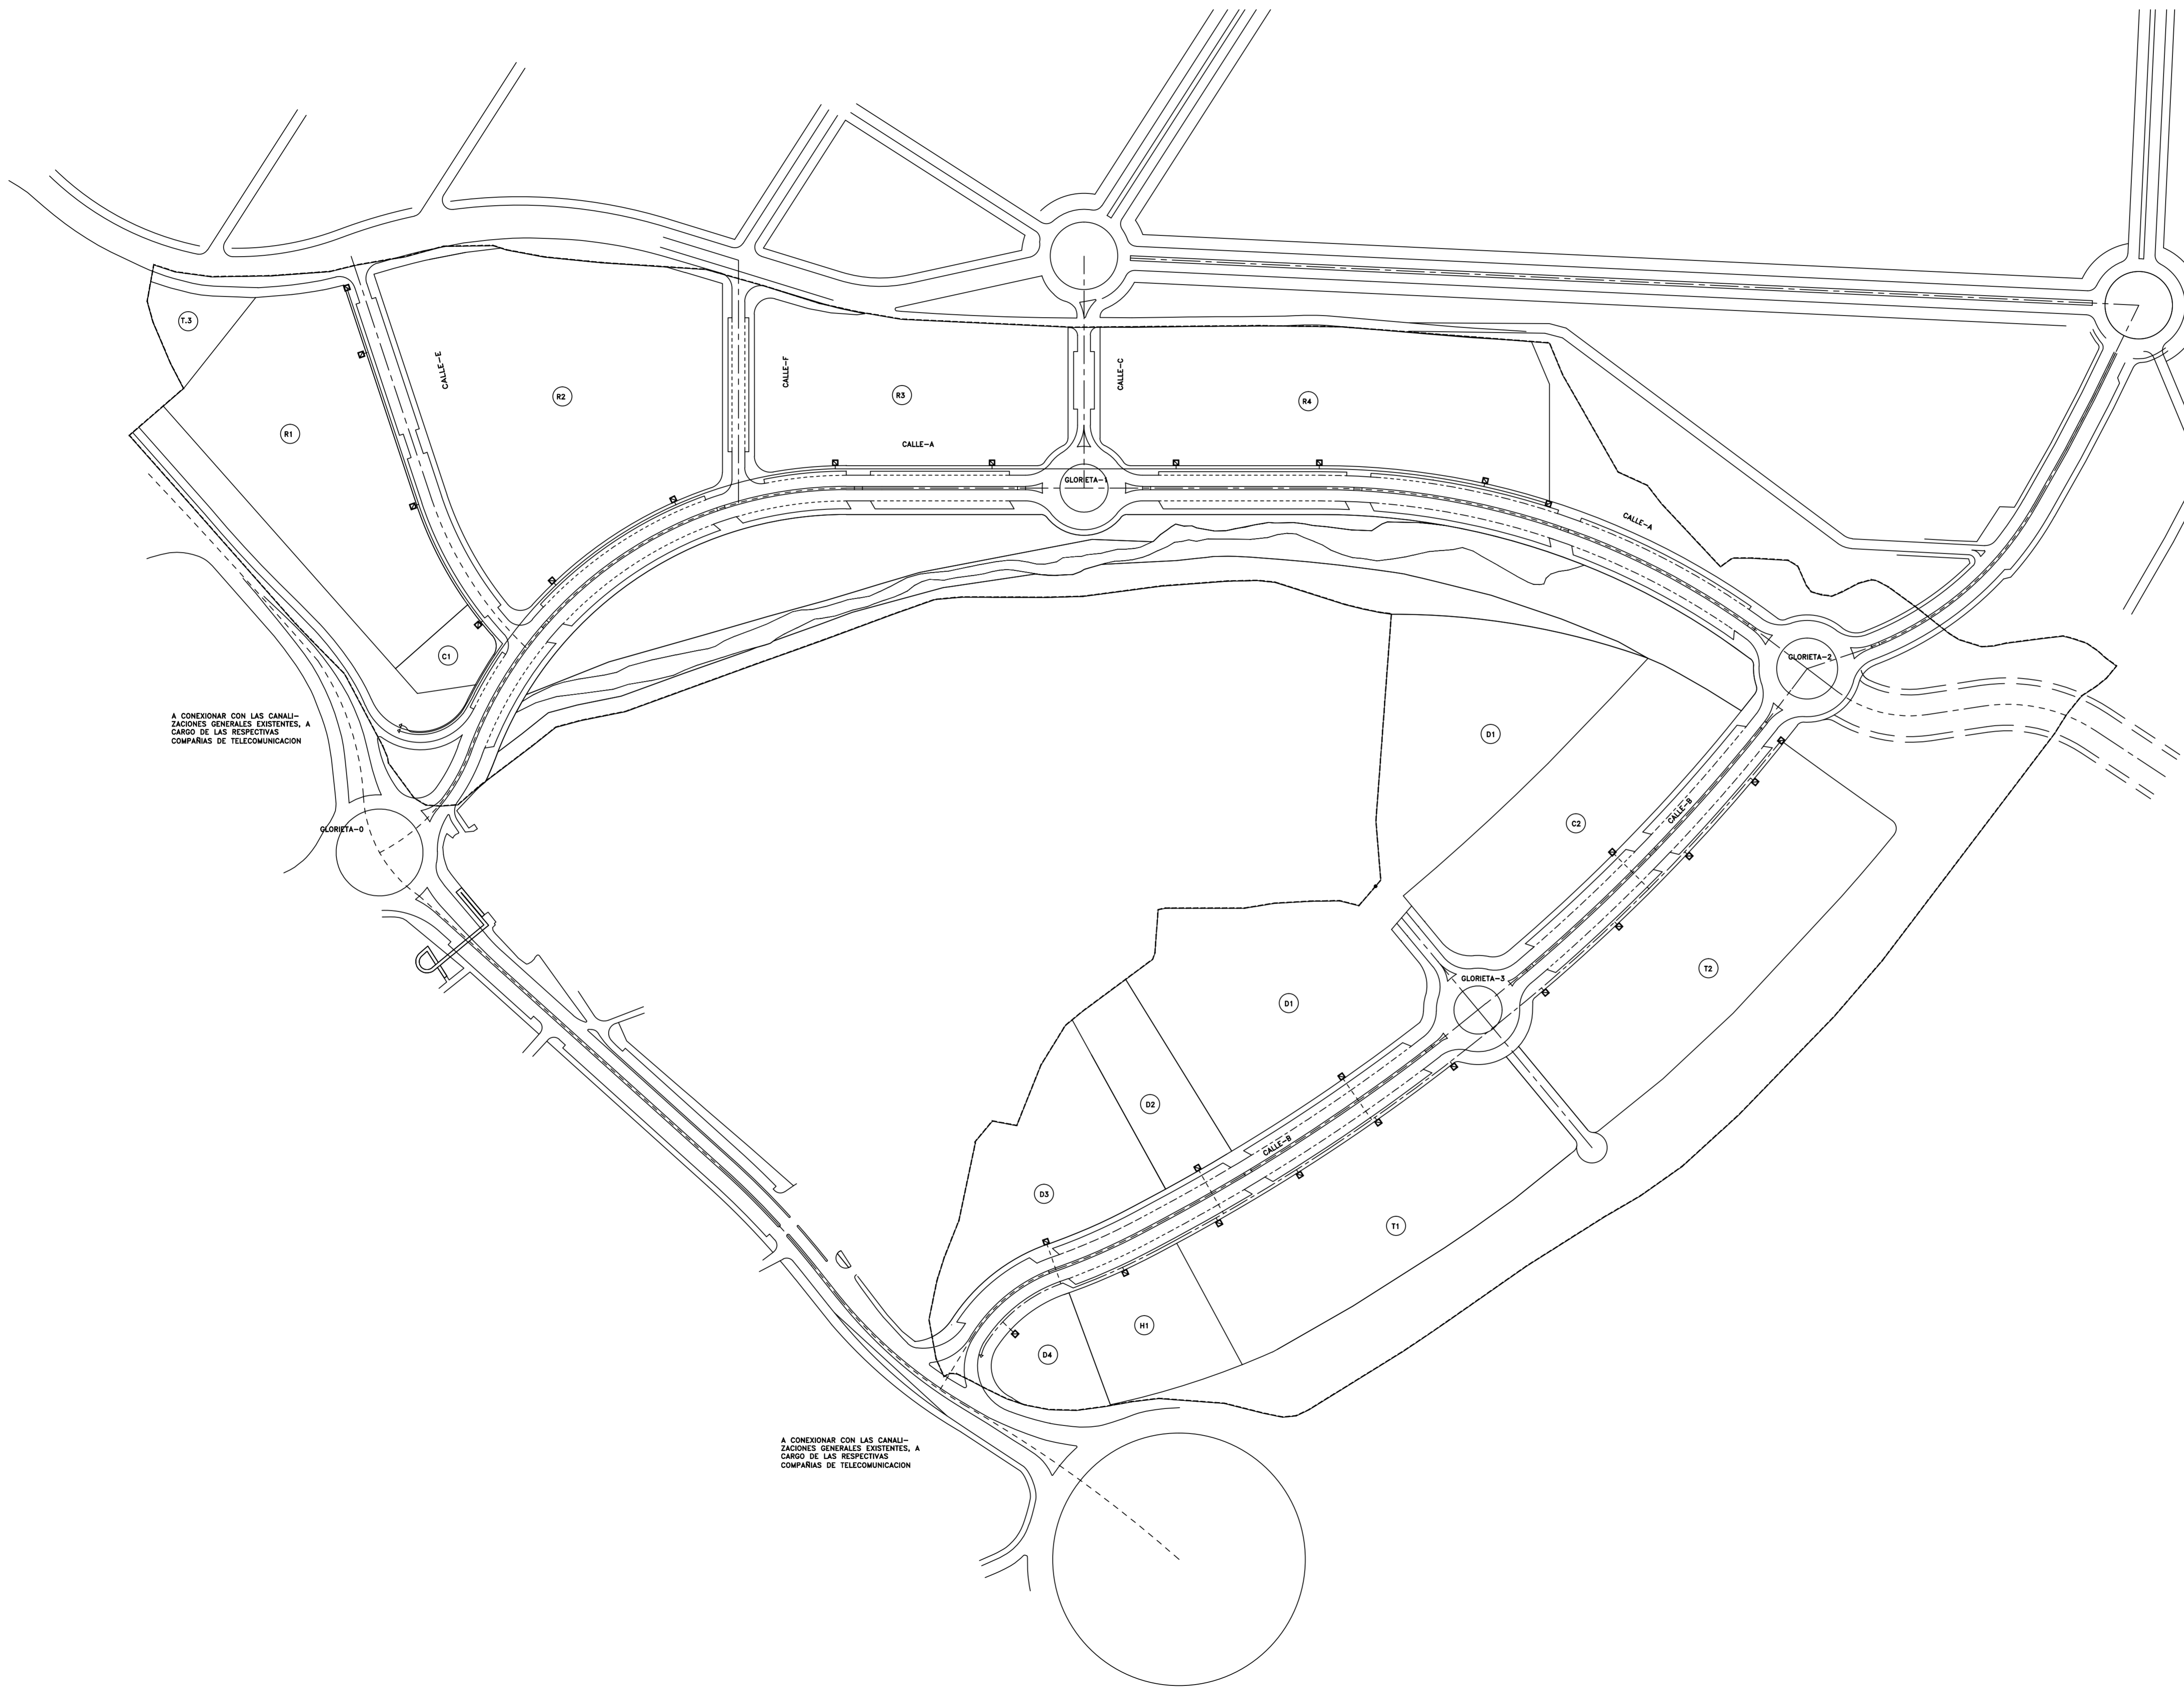 T.3
CALLE-E
CALLE-F
CALLE-C
R2
R3
R4
R1
CALLE-A
GLORIETA-1
CALLE-A
C1
GLORIETA-2
A CONEXIONAR CON LAS CANALI-
ZACIONES GENERALES EXISTENTES, A
CARGO DE LAS RESPECTIVAS
COMPAÑIAS DE TELECOMUNICACION
D1
CALLE-B
C2
GLORIETA-0
T2
GLORIETA-3
D1
D2
CALLE-B
D3
T1
H1
D4
A CONEXIONAR CON LAS CANALI-
ZACIONES GENERALES EXISTENTES, A
CARGO DE LAS RESPECTIVAS
COMPAÑIAS DE TELECOMUNICACION